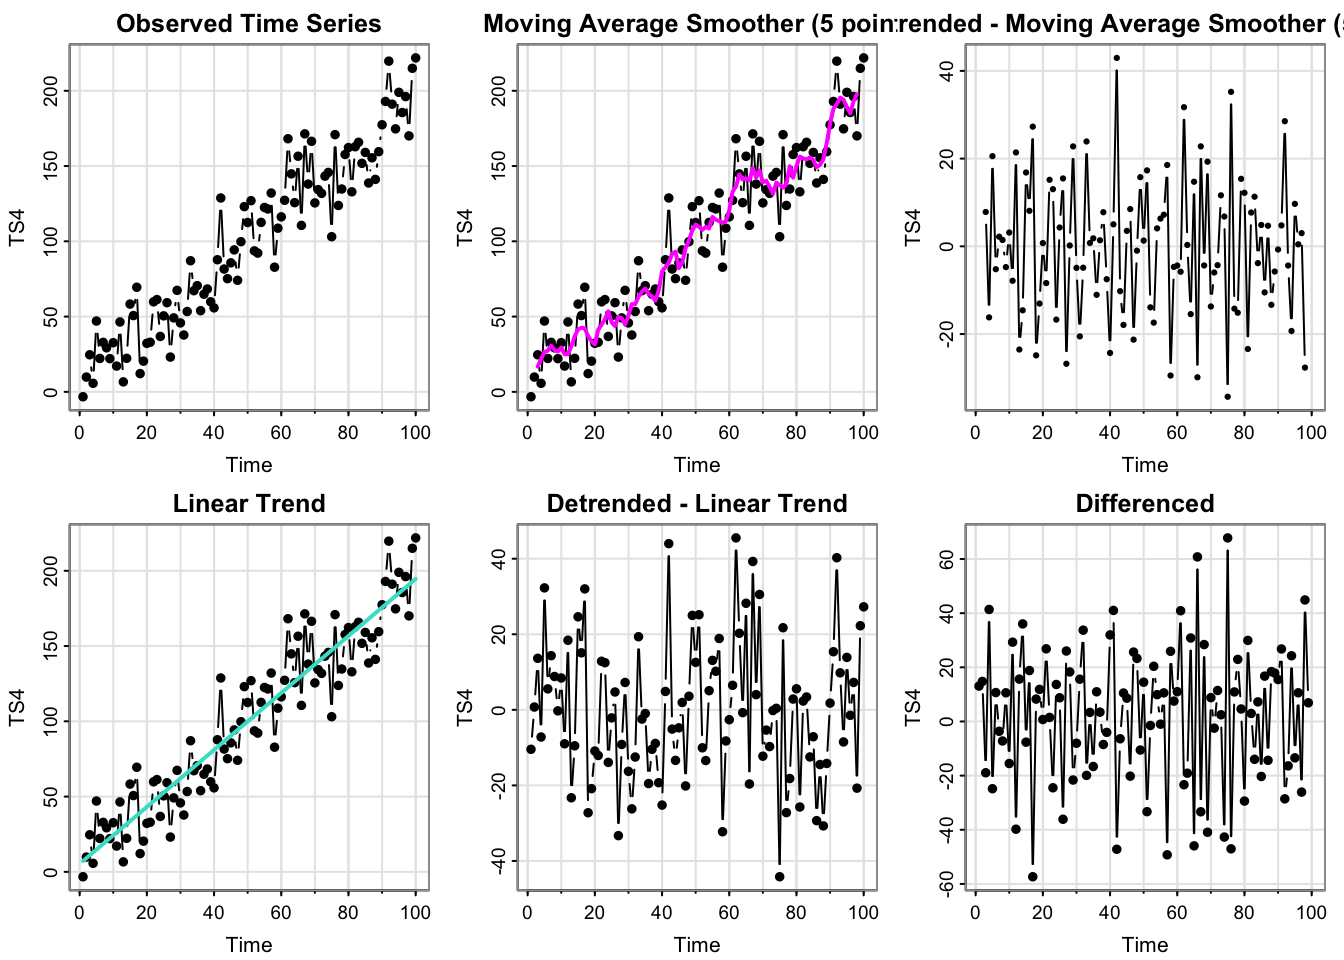 Observed Time Series
TS4
200
150
100
50
0
0 20 40 60 80 100
Time
Moving Average Smoother (5 poin
TS4
200
150
100
50
0
0 20 40 60 80 100
Time
rended - Moving Average Smoother (
TS4
40
20
0
-20
0 20 40 60 80 100
Time
Linear Trend
TS4
200
150
100
50
0
0 20 40 60 80 100
Time
Detrended - Linear Trend
TS4
40
20
0
-20
-40
0 20 40 60 80 100
Time
Differenced
TS4
60
40
20
0
-20
-40
-60
0 20 40 60 80 100
Time